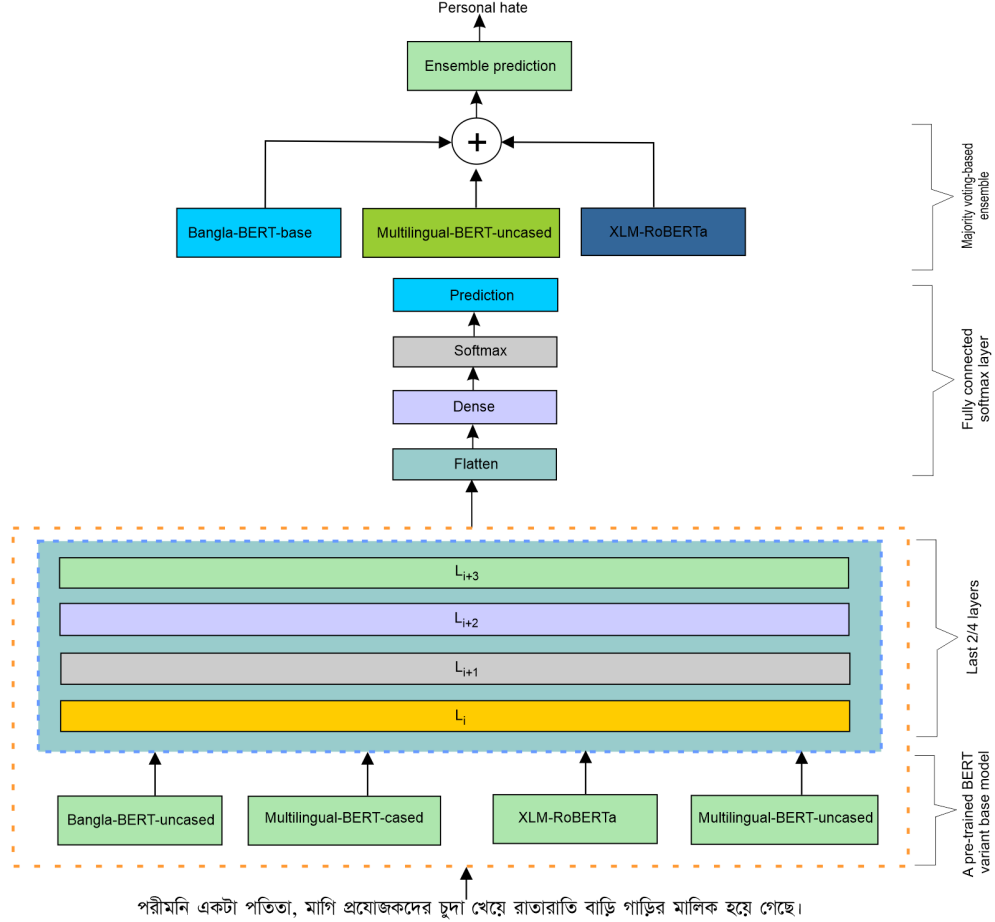 Personal hate
Ensemble prediction
+
Bangla-BERT-base
Multilingual-BERT-uncased
XLM-RoBERTa
Majority voting-based
ensemble
Prediction
Softmax
Dense
Flatten
Fully connected
softmax layer
Li+3
Li+2
Li+1
Li
Last 2/4 layers
Bangla-BERT-uncased
Multilingual-BERT-cased
XLM-RoBERTa
Multilingual-BERT-uncased
A pre-trained BERT
variant base model
পরীমনি একটা পতিতা, মাগি প্রযোজকদের চুদা খেয়ে রাতারাতি বাড়ি গাড়ির মালিক হয়ে গেছে।